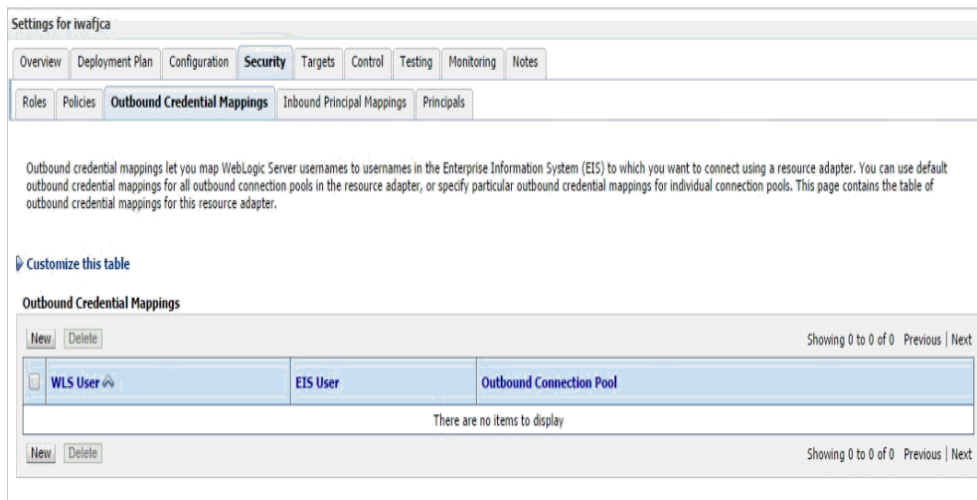 Settings for iwafjca
Overview Deployment Plan Configuration Security Targets Control Testing Monitoring Notes
Roles Policies Outbound Credential Mappings Inbound Principal Mappings Principals
Outbound credential mappings let you map WebLogic Server usernames to usernames in the Enterprise Information System (EIS) to which you want to connect using a resource adapter. You can use default
outbound credential mappings for all outbound connection pools in the resource adapter, or specify particular outbound credential mappings for individual connection pools. This page contains the table of
outbound credential mappings for this resource adapter.
Customize this table
Outbound Credential Mappings
New Delete Showing 0 to 0 of 0 Previous | Next
WLS User EIS User Outbound Connection Pool
There are no items to display
New Delete Showing 0 to 0 of 0 Previous | Next